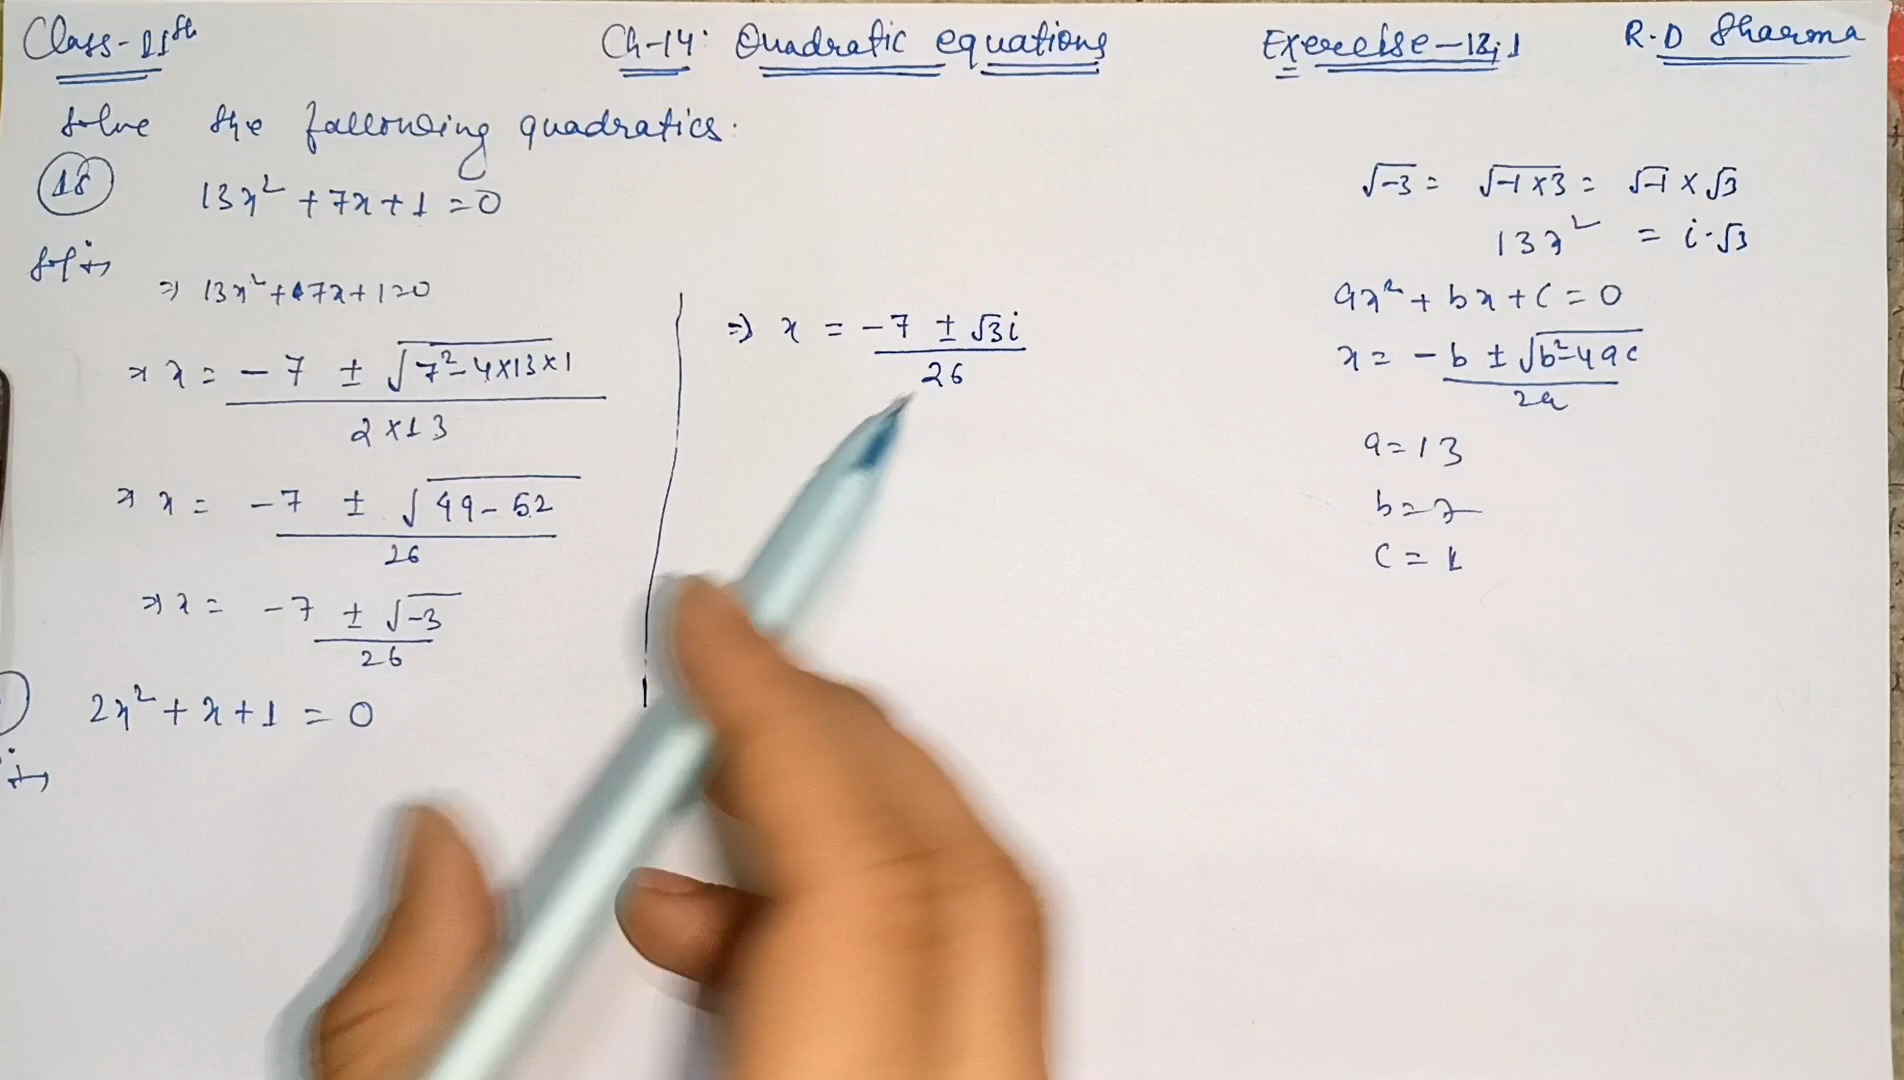 Class-11st Ch-14: Quadratic equations Exercise-14.1 R.D Sharma
Solve the following quadratics.
18 13x² + 7x + 1 = 0
Sol
⇒ 13x² + 7x + 1 = 0
⇒ x = -7 ± √7² - 4×13×1
2×13
⇒ x = -7 ± √49 - 52
26
⇒ x = -7 ± √-3
26
2x² + x + 1 = 0
⇒ x = -7 ± √3i
26
√-3 = √-1×3 = √-1 × √3
13x² = i·√3
ax² + bx + c = 0
x = -b ± √b² - 4ac
2a
a = 13
b = 7
c = 1